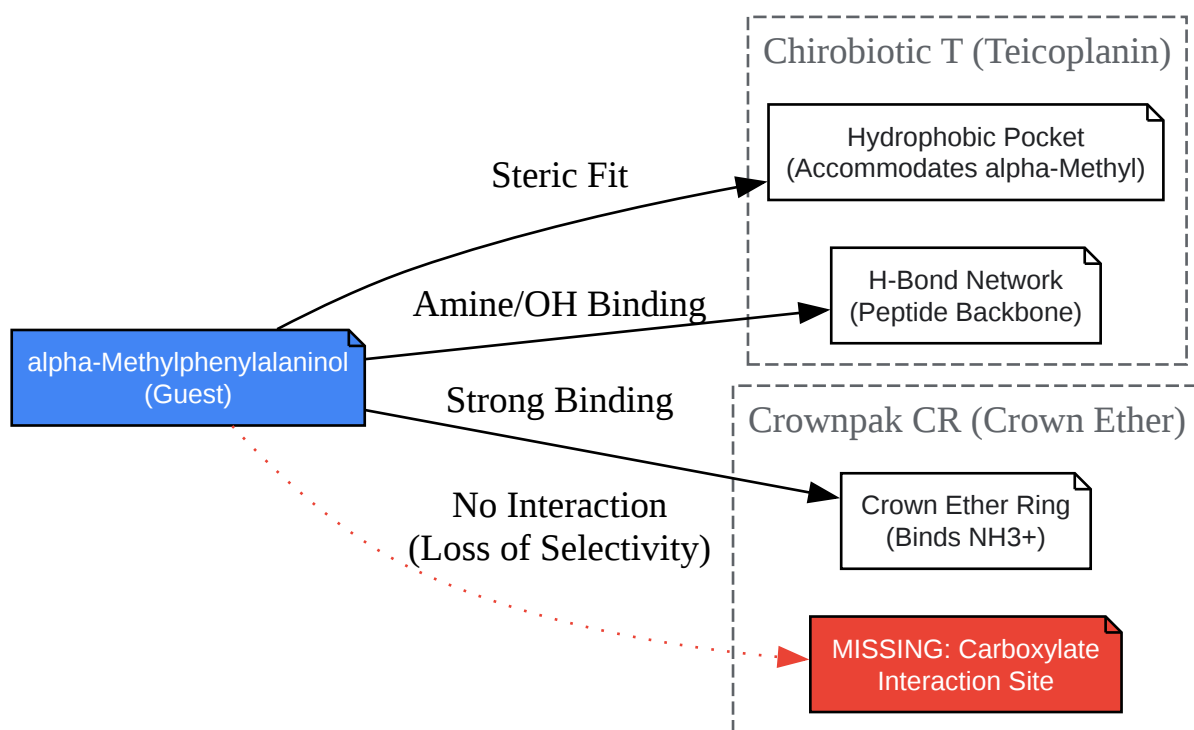 Chirobiotic T (Teicoplanin)
Hydrophobic Pocket
(Accommodates alpha-Methyl)
Steric Fit
H-Bond Network
(Peptide Backbone)
Amine/OH Binding
alpha-Methylphenylalaninol
(Guest)
Strong Binding
Crownpak CR (Crown Ether)
Crown Ether Ring
(Binds NH3+)
No Interaction
(Loss of Selectivity)
MISSING: Carboxylate
Interaction Site